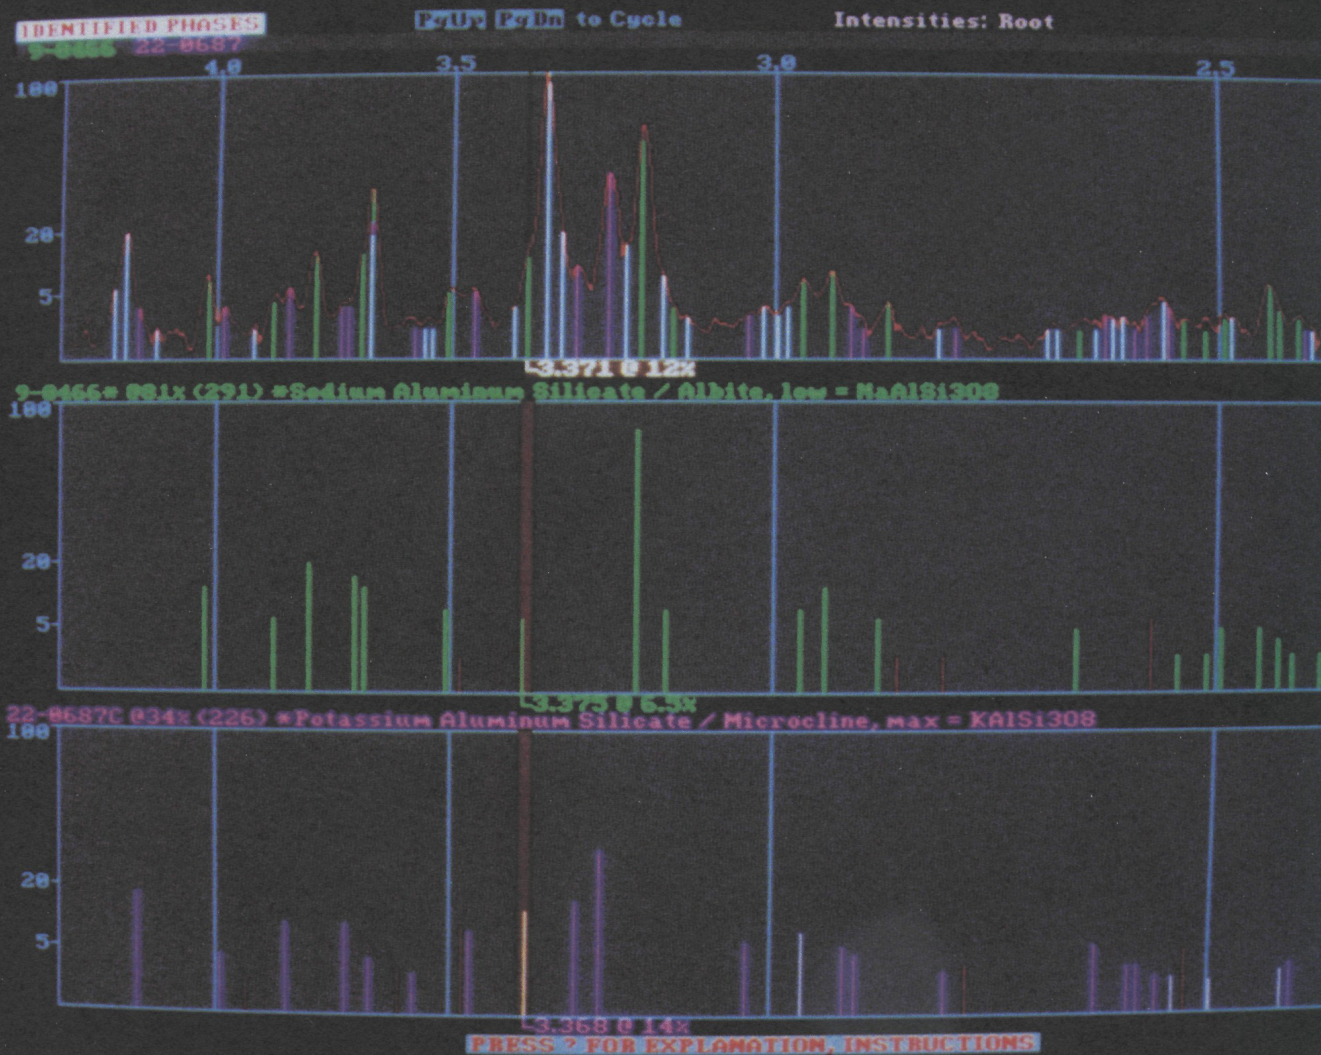 IDENTIFIED PHASES PgUp PgDn to Cycle Intensities: Root
9-0466 22-0687
4.0 3.5 3.0 2.5
100
20
5
3.371 @ 12%
9-0466* @81% (291) *Sodium Aluminum Silicate / Albite, low = NaAlSi3O8
100
20
5
3.375 @ 6.5%
22-0687C @34% (226) *Potassium Aluminum Silicate / Microcline, max = KAlSi3O8
100
20
5
3.368 @ 14%
PRESS ? FOR EXPLANATION, INSTRUCTIONS